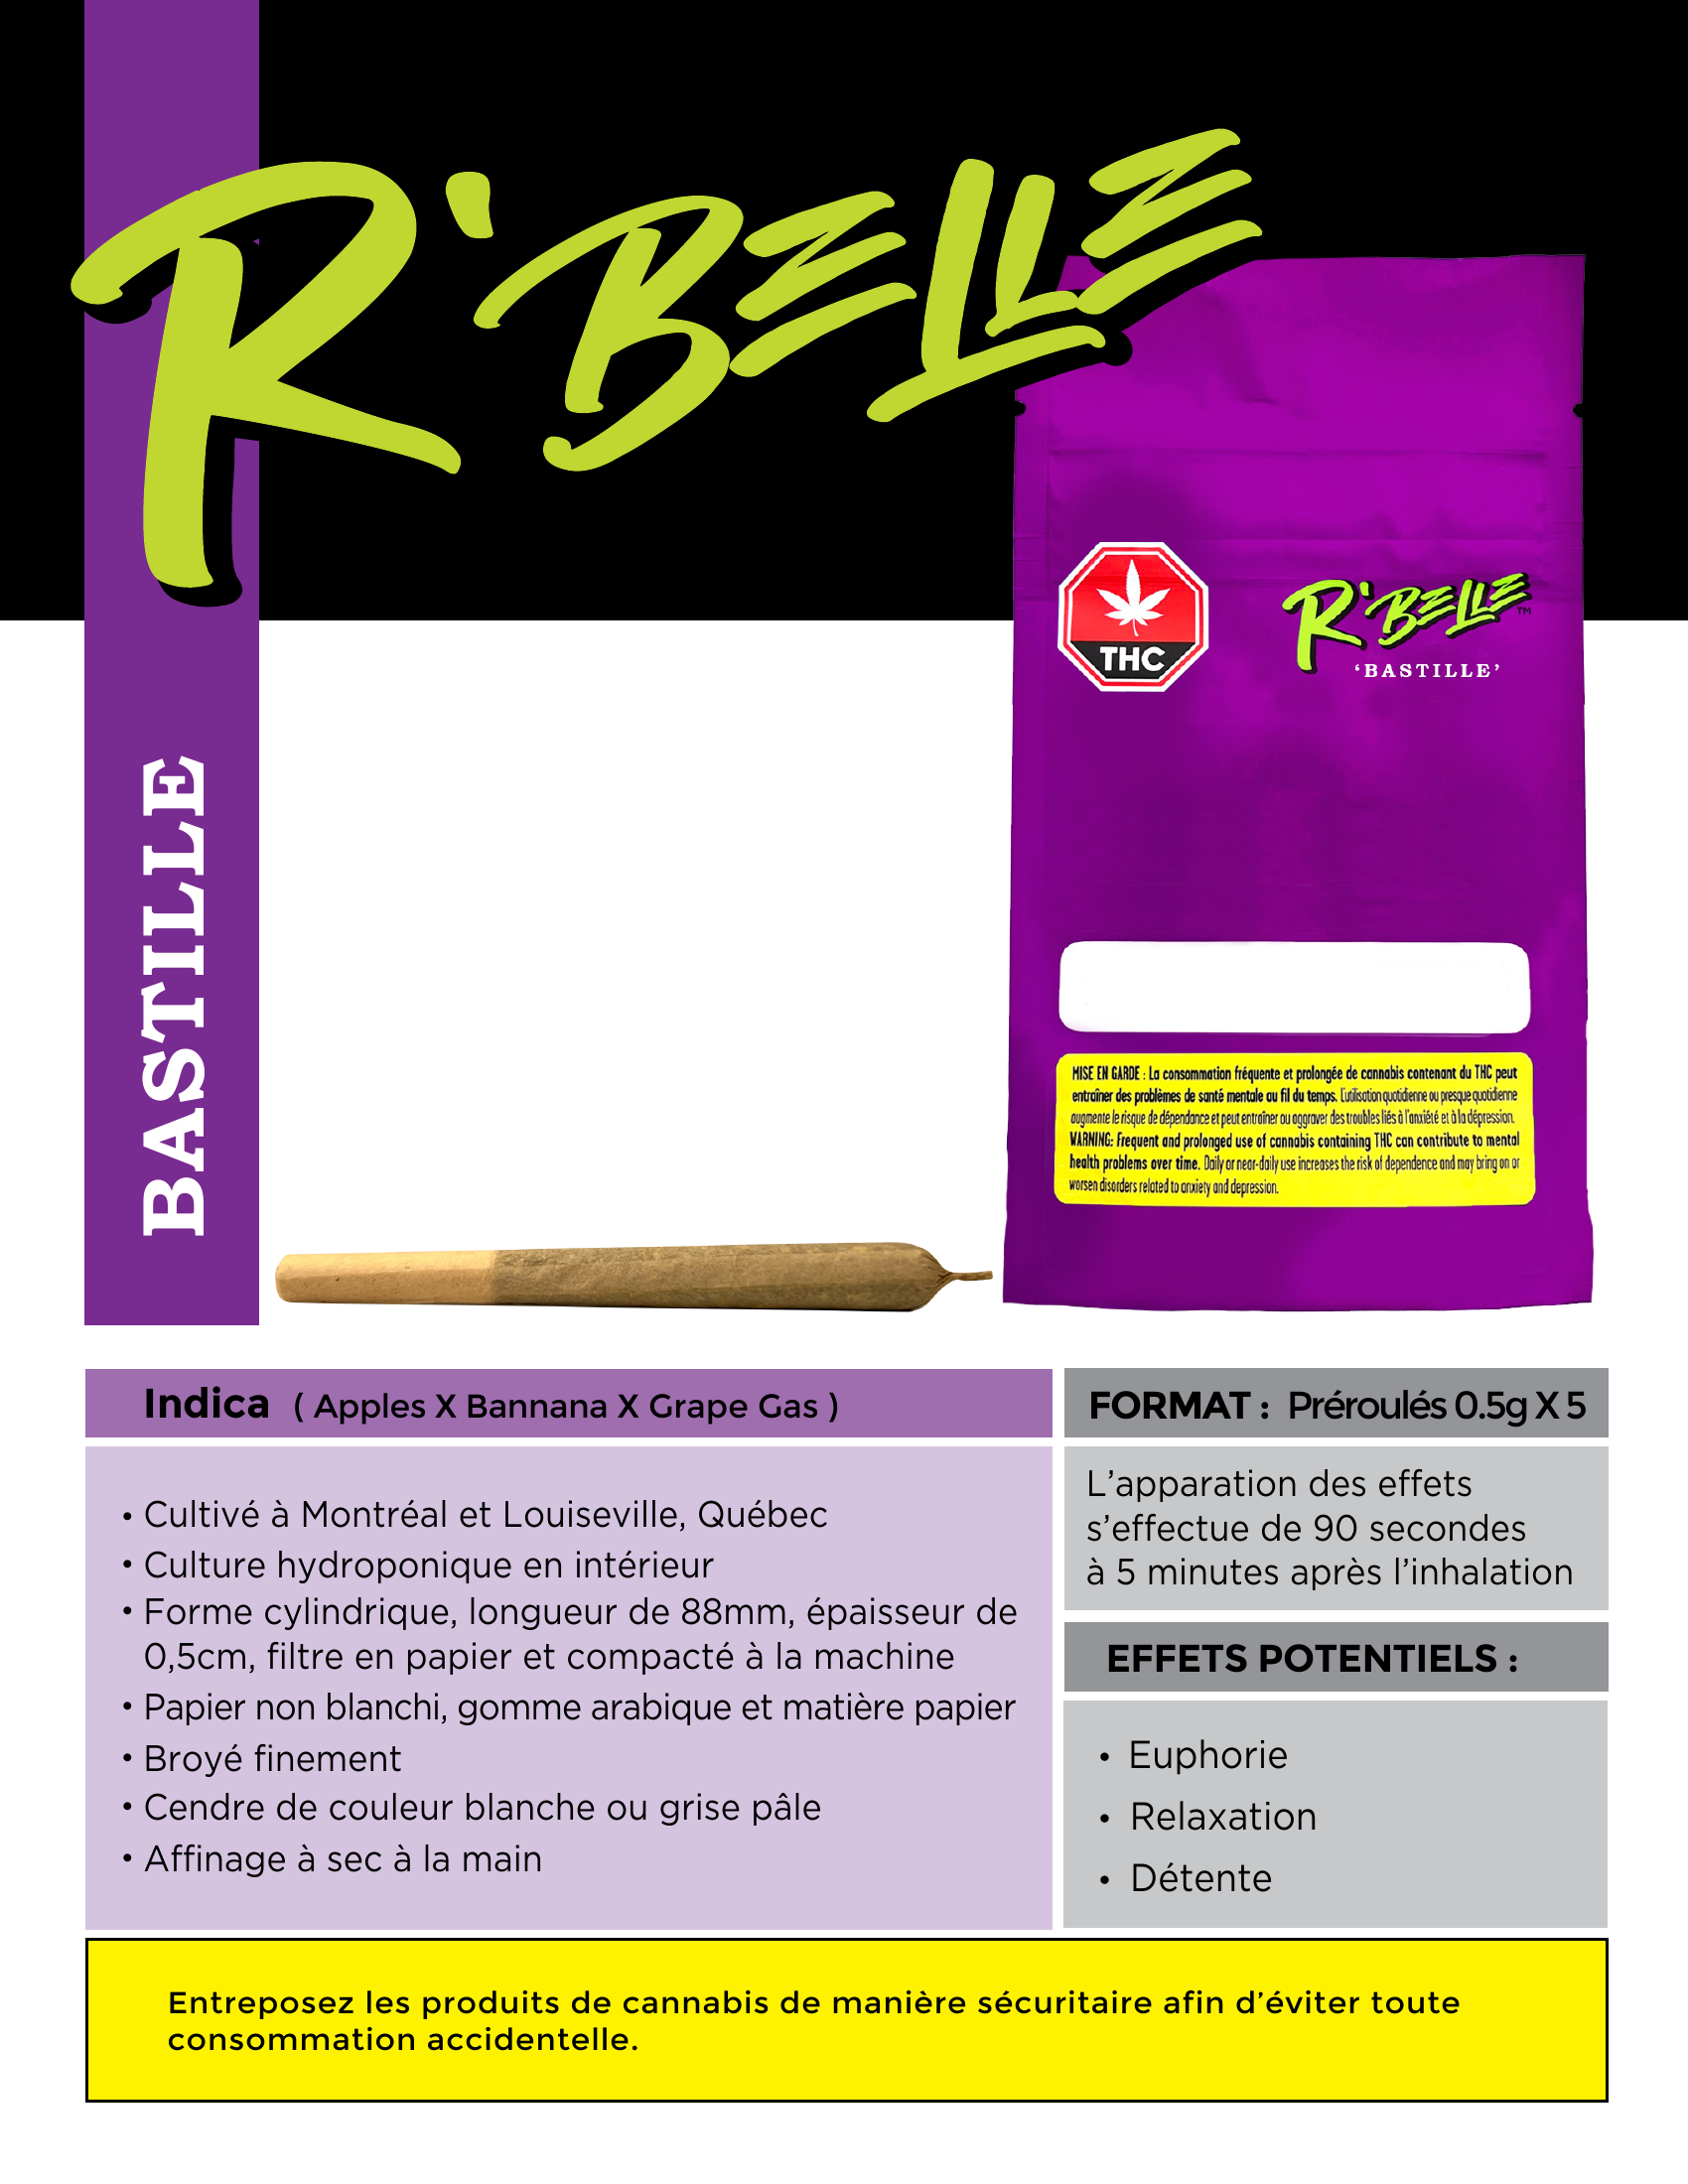 R'BELLE
BASTILLE
THC
R'BELLE™
'BASTILLE'
MISE EN GARDE : La consommation fréquente et prolongée de cannabis contenant du THC peut
entraîner des problèmes de santé mentale au fil du temps. L'utilisation quotidienne ou presque quotidienne
augmente le risque de dépendance et peut entraîner ou aggraver des troubles liés à l'anxiété et à la dépression.
WARNING: Frequent and prolonged use of cannabis containing THC can contribute to mental
health problems over time. Daily or near-daily use increases the risk of dependence and may bring on or
worsen disorders related to anxiety and depression.
Indica ( Apples X Bannana X Grape Gas )
• Cultivé à Montréal et Louiseville, Québec
• Culture hydroponique en intérieur
• Forme cylindrique, longueur de 88mm, épaisseur de
0,5cm, filtre en papier et compacté à la machine
• Papier non blanchi, gomme arabique et matière papier
• Broyé finement
• Cendre de couleur blanche ou grise pâle
• Affinage à sec à la main
FORMAT : Préroulés 0.5g X 5
L'apparation des effets
s'effectue de 90 secondes
à 5 minutes après l'inhalation
EFFETS POTENTIELS :
• Euphorie
• Relaxation
• Détente
Entreposez les produits de cannabis de manière sécuritaire afin d'éviter toute
consommation accidentelle.